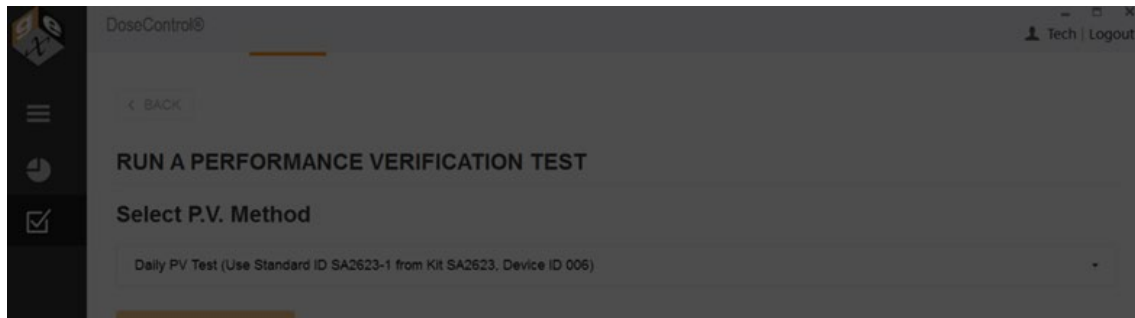 gex
DoseControl®
Tech | Logout
< BACK
RUN A PERFORMANCE VERIFICATION TEST
Select P.V. Method
Daily PV Test (Use Standard ID SA2623-1 from Kit SA2623, Device ID 006)